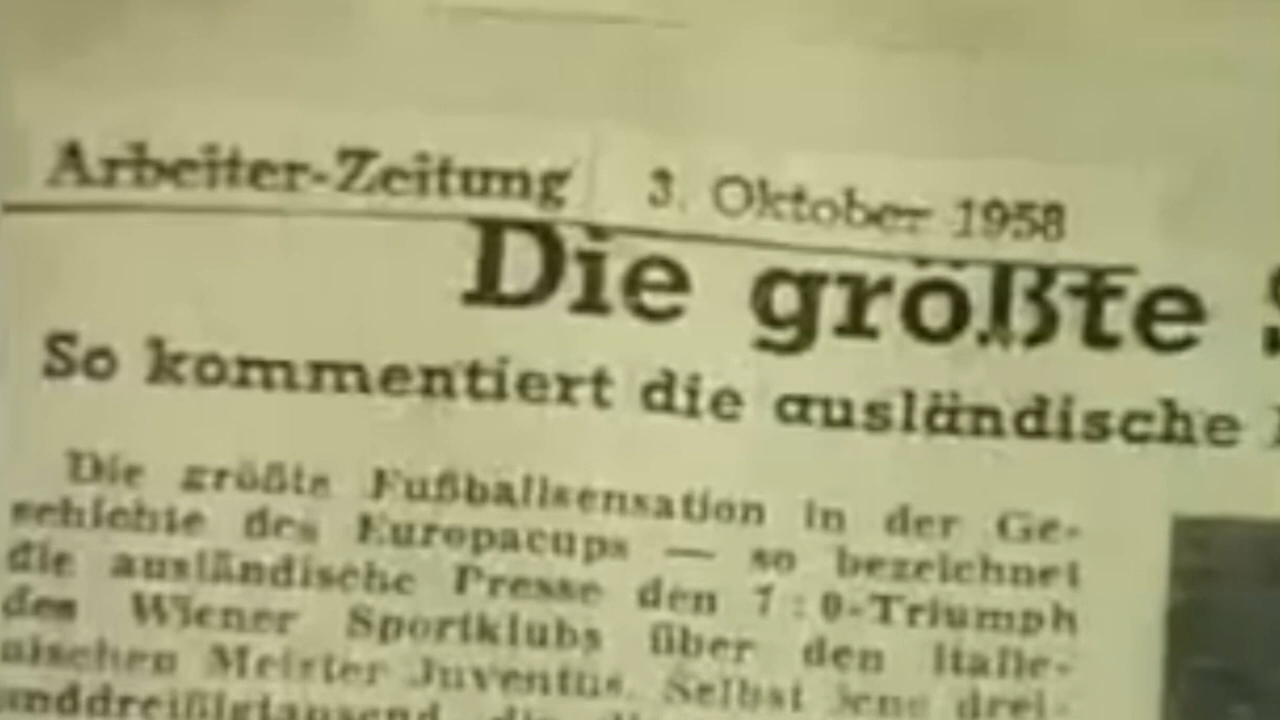 Arbeiter-Zeitung 3. Oktober 1958
Die größte
So kommentiert die ausländische
Die größte Fußballsensation in der Ge-
schichte des Europacups — so bezeichnet
die ausländische Presse den 7:0-Triumph
des Wiener Sportklubs über den italie-
nischen Meister Juventus. Selbst jene drei-
unddreißigtausend, die